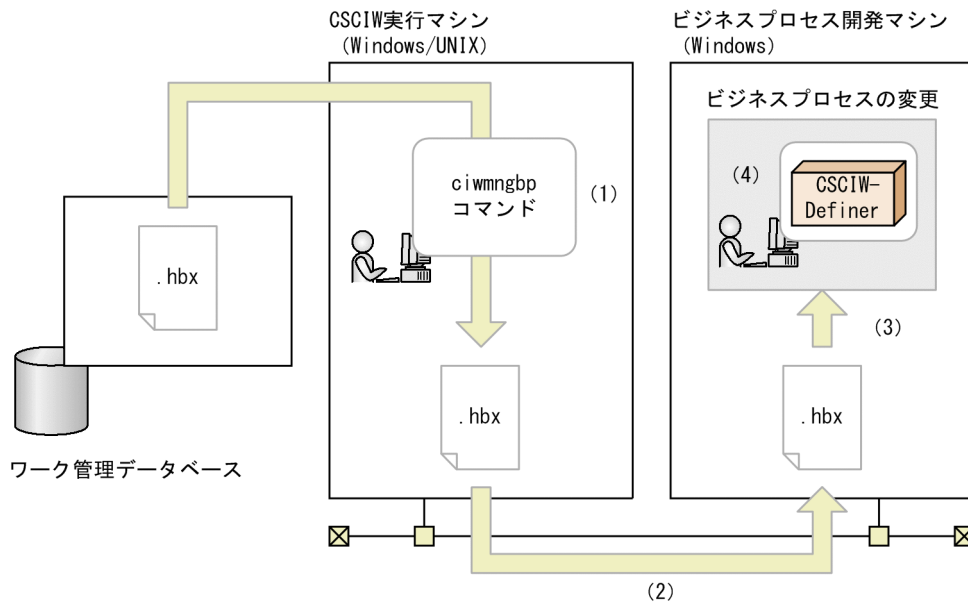 CSCIW実行マシン
（Windows/UNIX）
ビジネスプロセス開発マシン
（Windows）
ビジネスプロセスの変更
ciwmngbp
コマンド
（1）
（4）
CSCIW-
Definer
.hbx
（3）
.hbx
.hbx
ワーク管理データベース
（2）